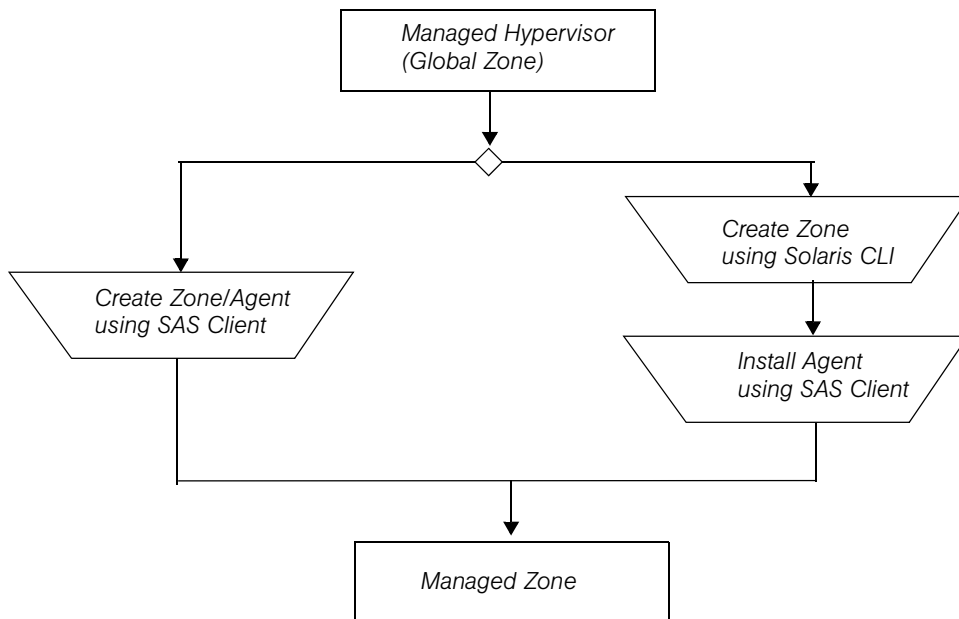 Managed Hypervisor
(Global Zone)
Create Zone
using Solaris CLI
Create Zone/Agent
using SAS Client
Install Agent
using SAS Client
Managed Zone